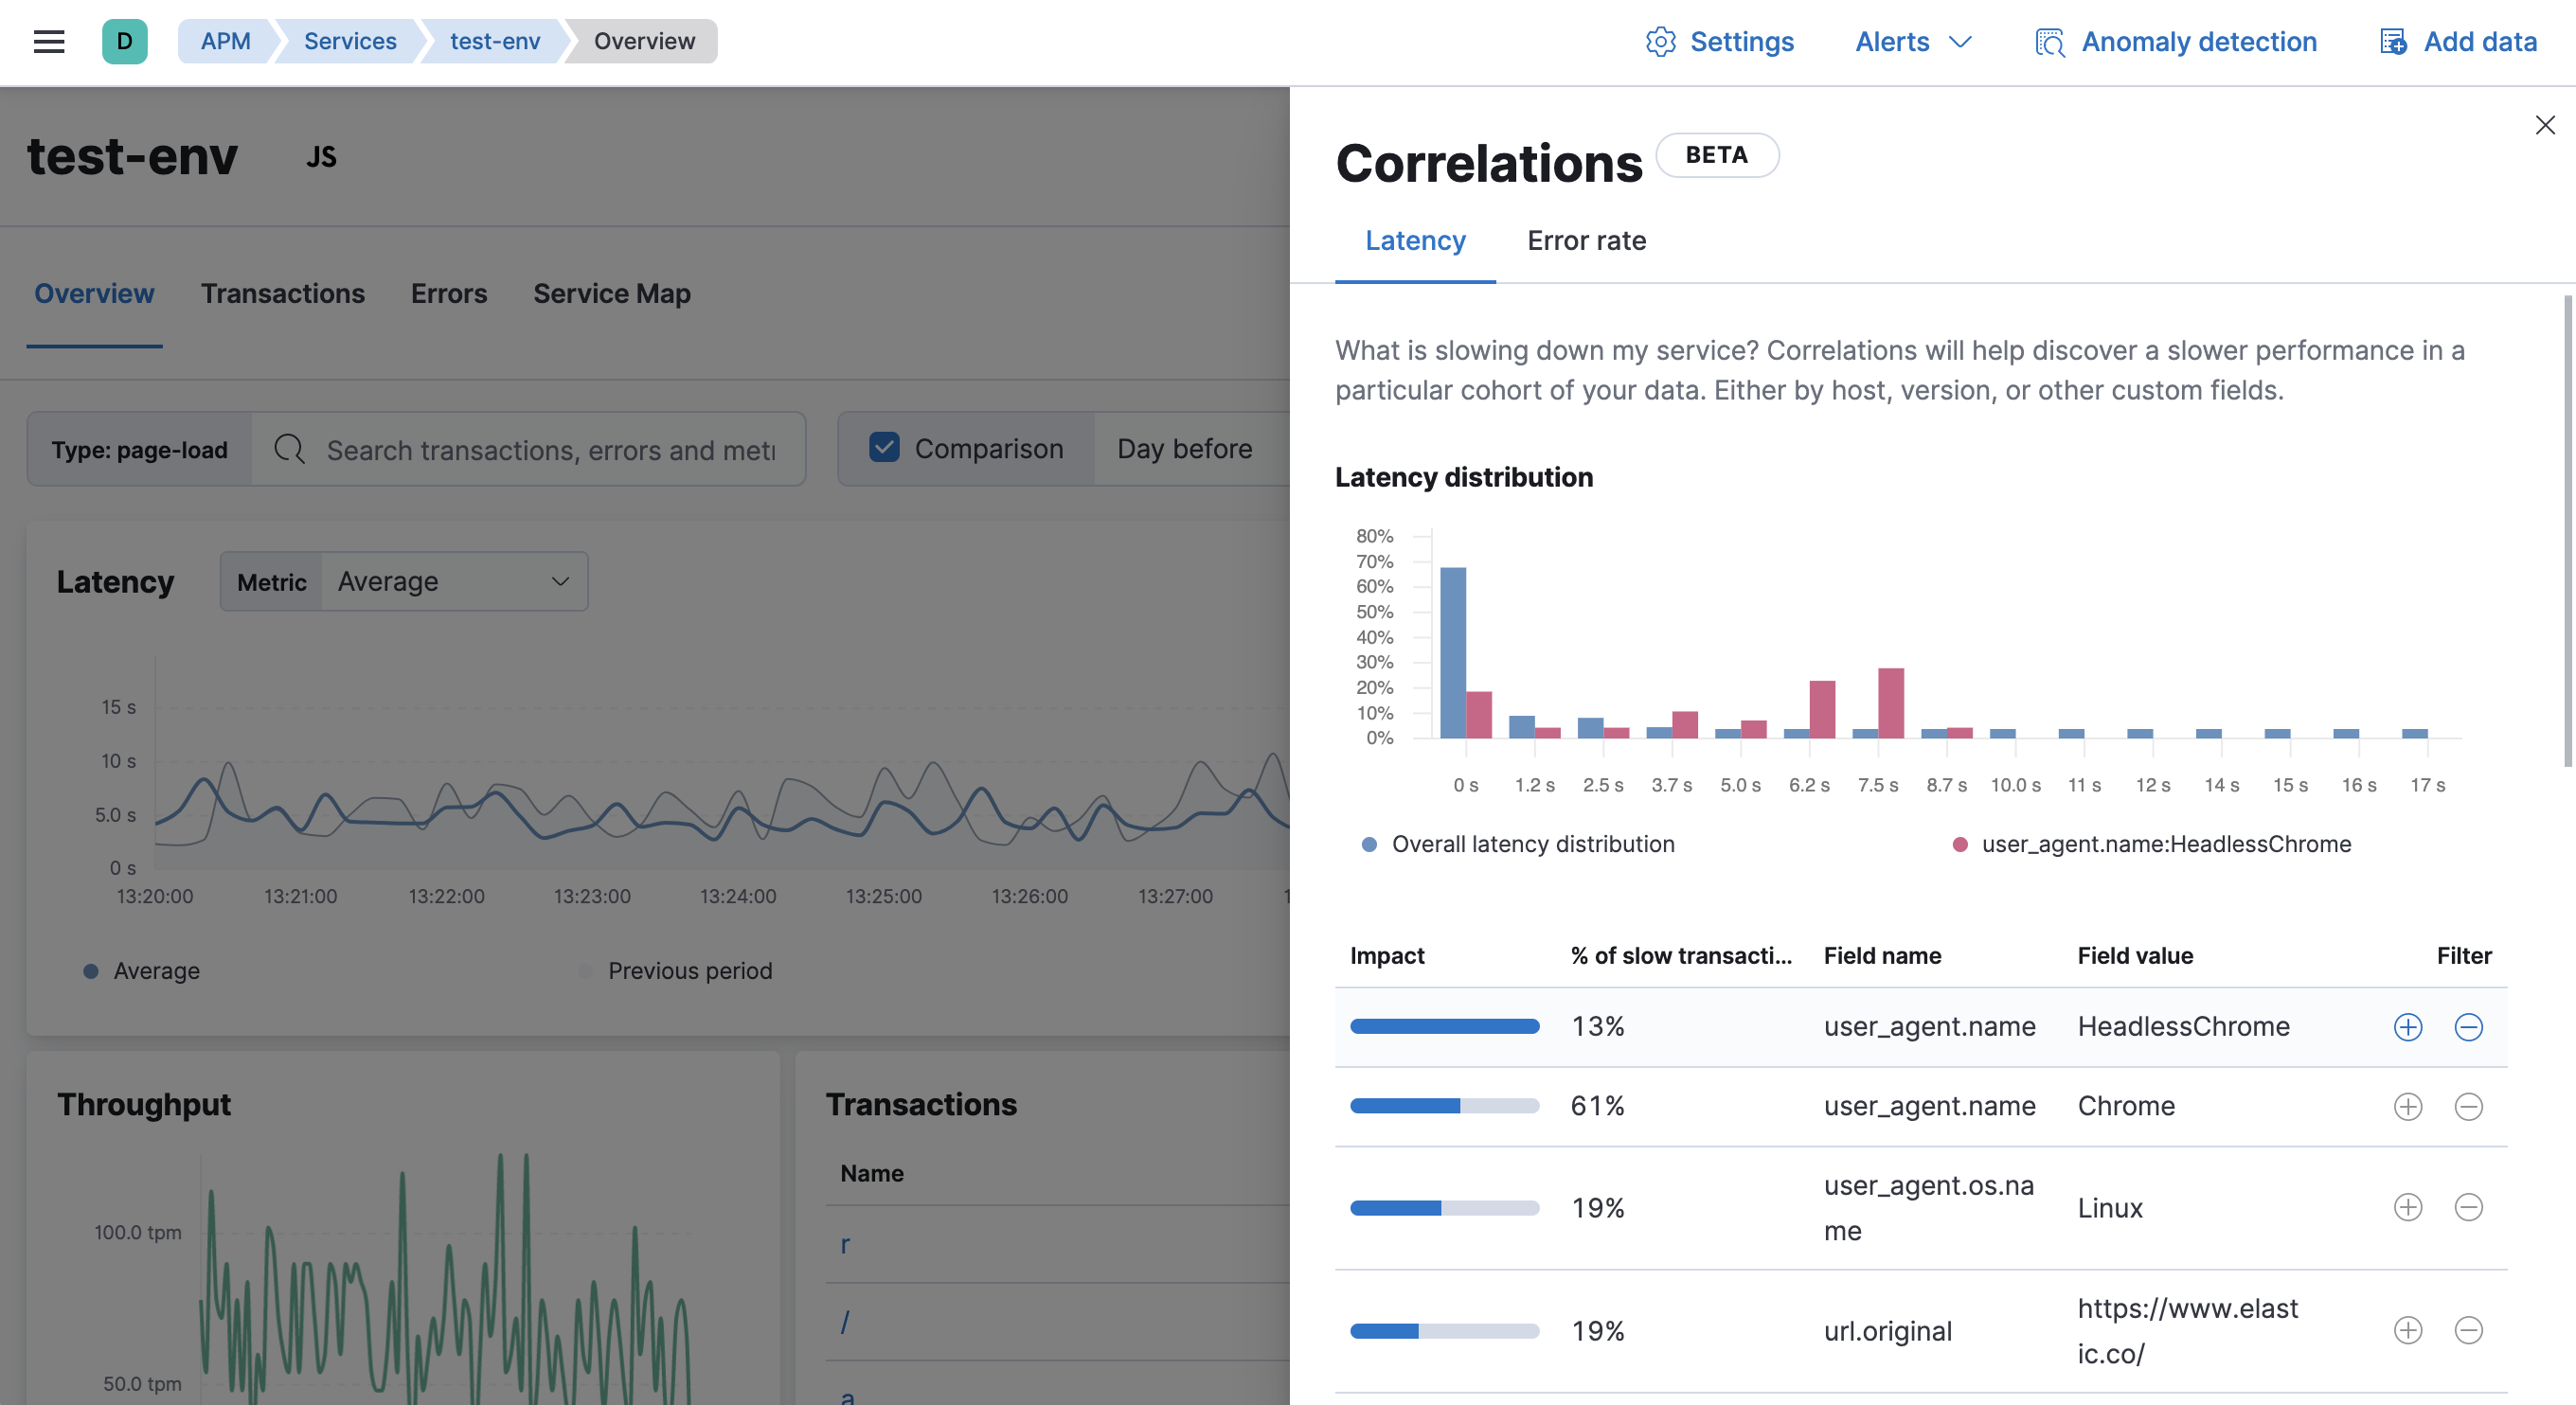 D
APM
Services
test-env
Overview
Settings
Alerts
Anomaly detection
Add data
test-env
JS
Overview
Transactions
Errors
Service Map
Type: page-load
Search transactions, errors and metr
Comparison
Day before
Latency
Metric
Average
15 s
10 s
5.0 s
0 s
13:20:00
13:21:00
13:22:00
13:23:00
13:24:00
13:25:00
13:26:00
13:27:00
Average
Previous period
Throughput
100.0 tpm
50.0 tpm
Transactions
Name
r
/
a
Correlations
BETA
Latency
Error rate
What is slowing down my service? Correlations will help discover a slower performance in a
particular cohort of your data. Either by host, version, or other custom fields.
Latency distribution
80%
70%
60%
50%
40%
30%
20%
10%
0%
0 s
1.2 s
2.5 s
3.7 s
5.0 s
6.2 s
7.5 s
8.7 s
10.0 s
11 s
12 s
14 s
15 s
16 s
17 s
Overall latency distribution
user_agent.name:HeadlessChrome
Impact
% of slow transacti...
Field name
Field value
Filter
13%
user_agent.name
HeadlessChrome
61%
user_agent.name
Chrome
19%
user_agent.os.na
me
Linux
19%
url.original
https://www.elast
ic.co/